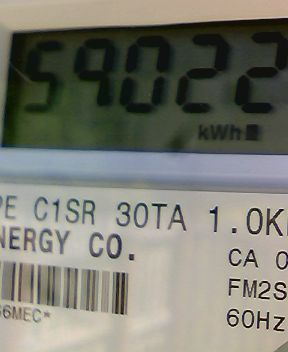 59022
kWh
PE C1SR 30TA 1.0K
NERGY CO.
CA 0
FM2S
60Hz
6MEC*